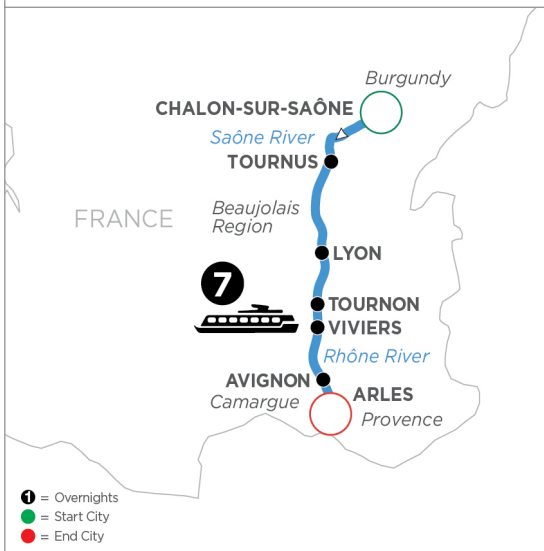 Burgundy
CHALON-SUR-SAÔNE
Saône River
TOURNUS
Beaujolais
Region
FRANCE
LYON
7
TOURNON
VIVIERS
Rhône River
AVIGNON
ARLES
Camargue
Provence
1 = Overnights
= Start City
= End City